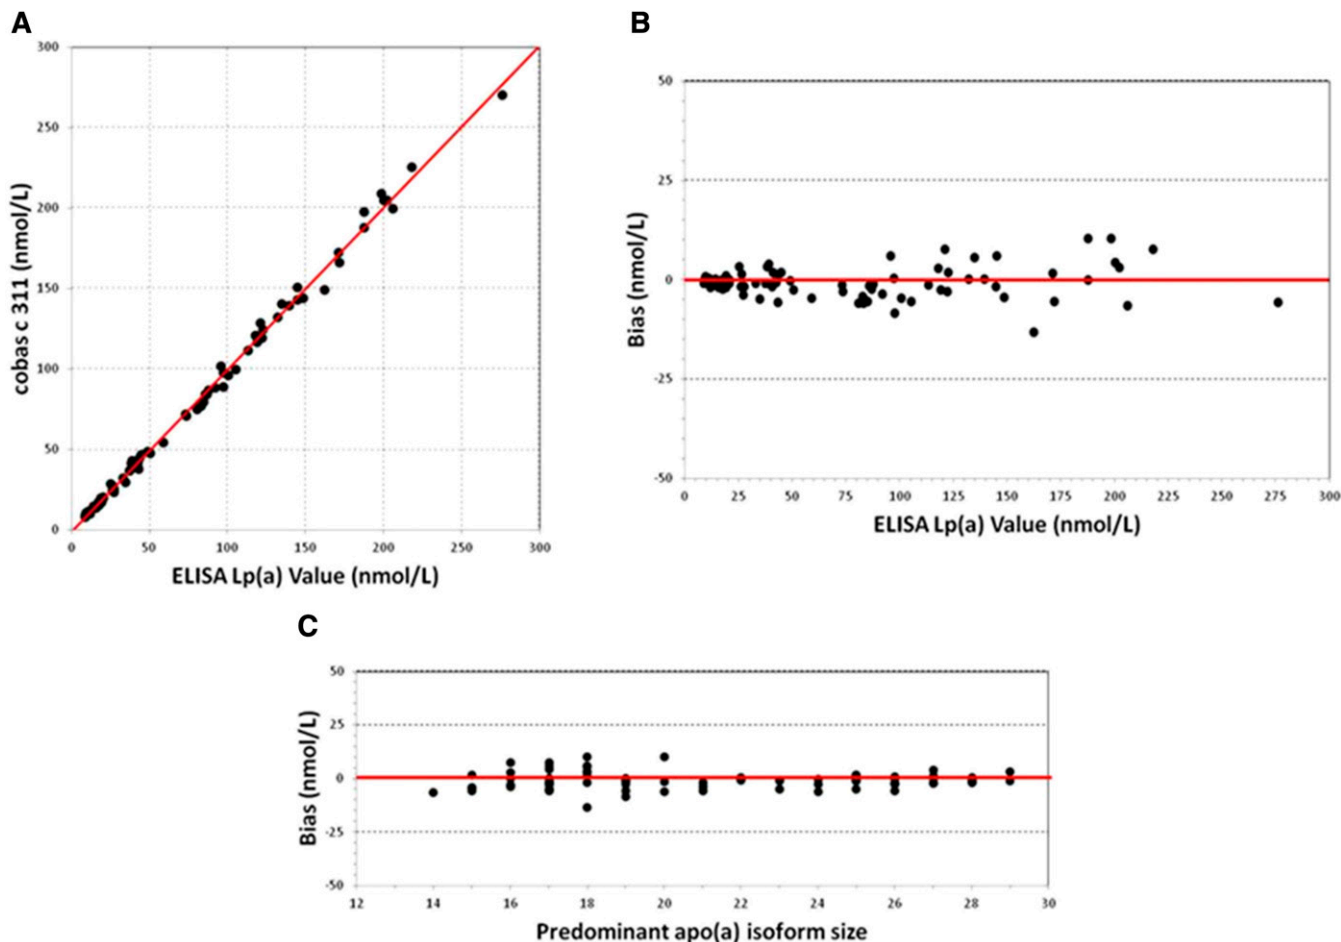 A
300
250
200
150
100
50
0
cobas c 311 (nmol/L)
0 50 100 150 200 250 300
ELISA Lp(a) Value (nmol/L)
B
50
25
0
-25
-50
Bias (nmol/L)
0 25 50 75 100 125 150 175 200 225 250 275 300
ELISA Lp(a) Value (nmol/L)
C
50
25
0
-25
-50
Bias (nmol/L)
12 14 16 18 20 22 24 26 28 30
Predominant apo(a) isoform size